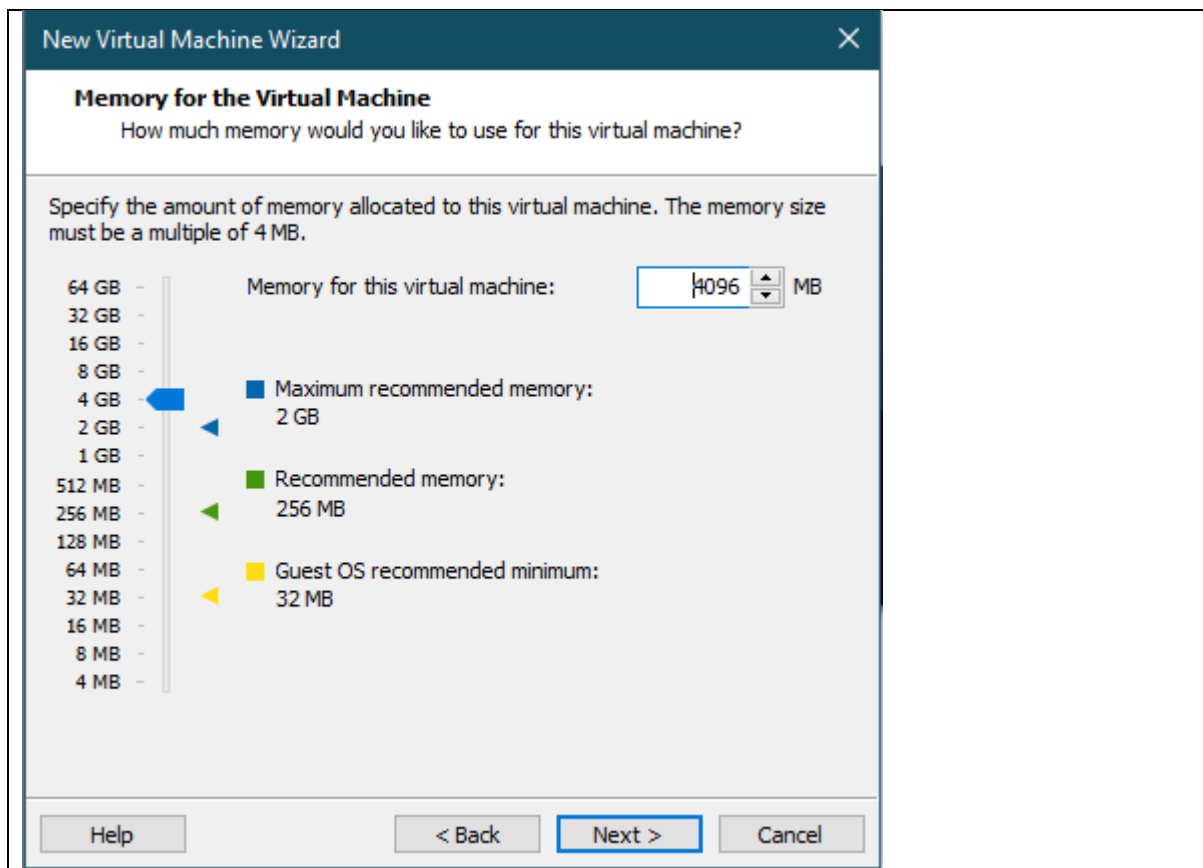 New Virtual Machine Wizard
Memory for the Virtual Machine
How much memory would you like to use for this virtual machine?
Specify the amount of memory allocated to this virtual machine. The memory size
must be a multiple of 4 MB.
64 GB
Memory for this virtual machine:
4096
MB
32 GB
16 GB
8 GB
4 GB
2 GB
1 GB
512 MB
256 MB
128 MB
64 MB
32 MB
16 MB
8 MB
4 MB
Maximum recommended memory:
2 GB
Recommended memory:
256 MB
Guest OS recommended minimum:
32 MB
Help
< Back
Next >
Cancel